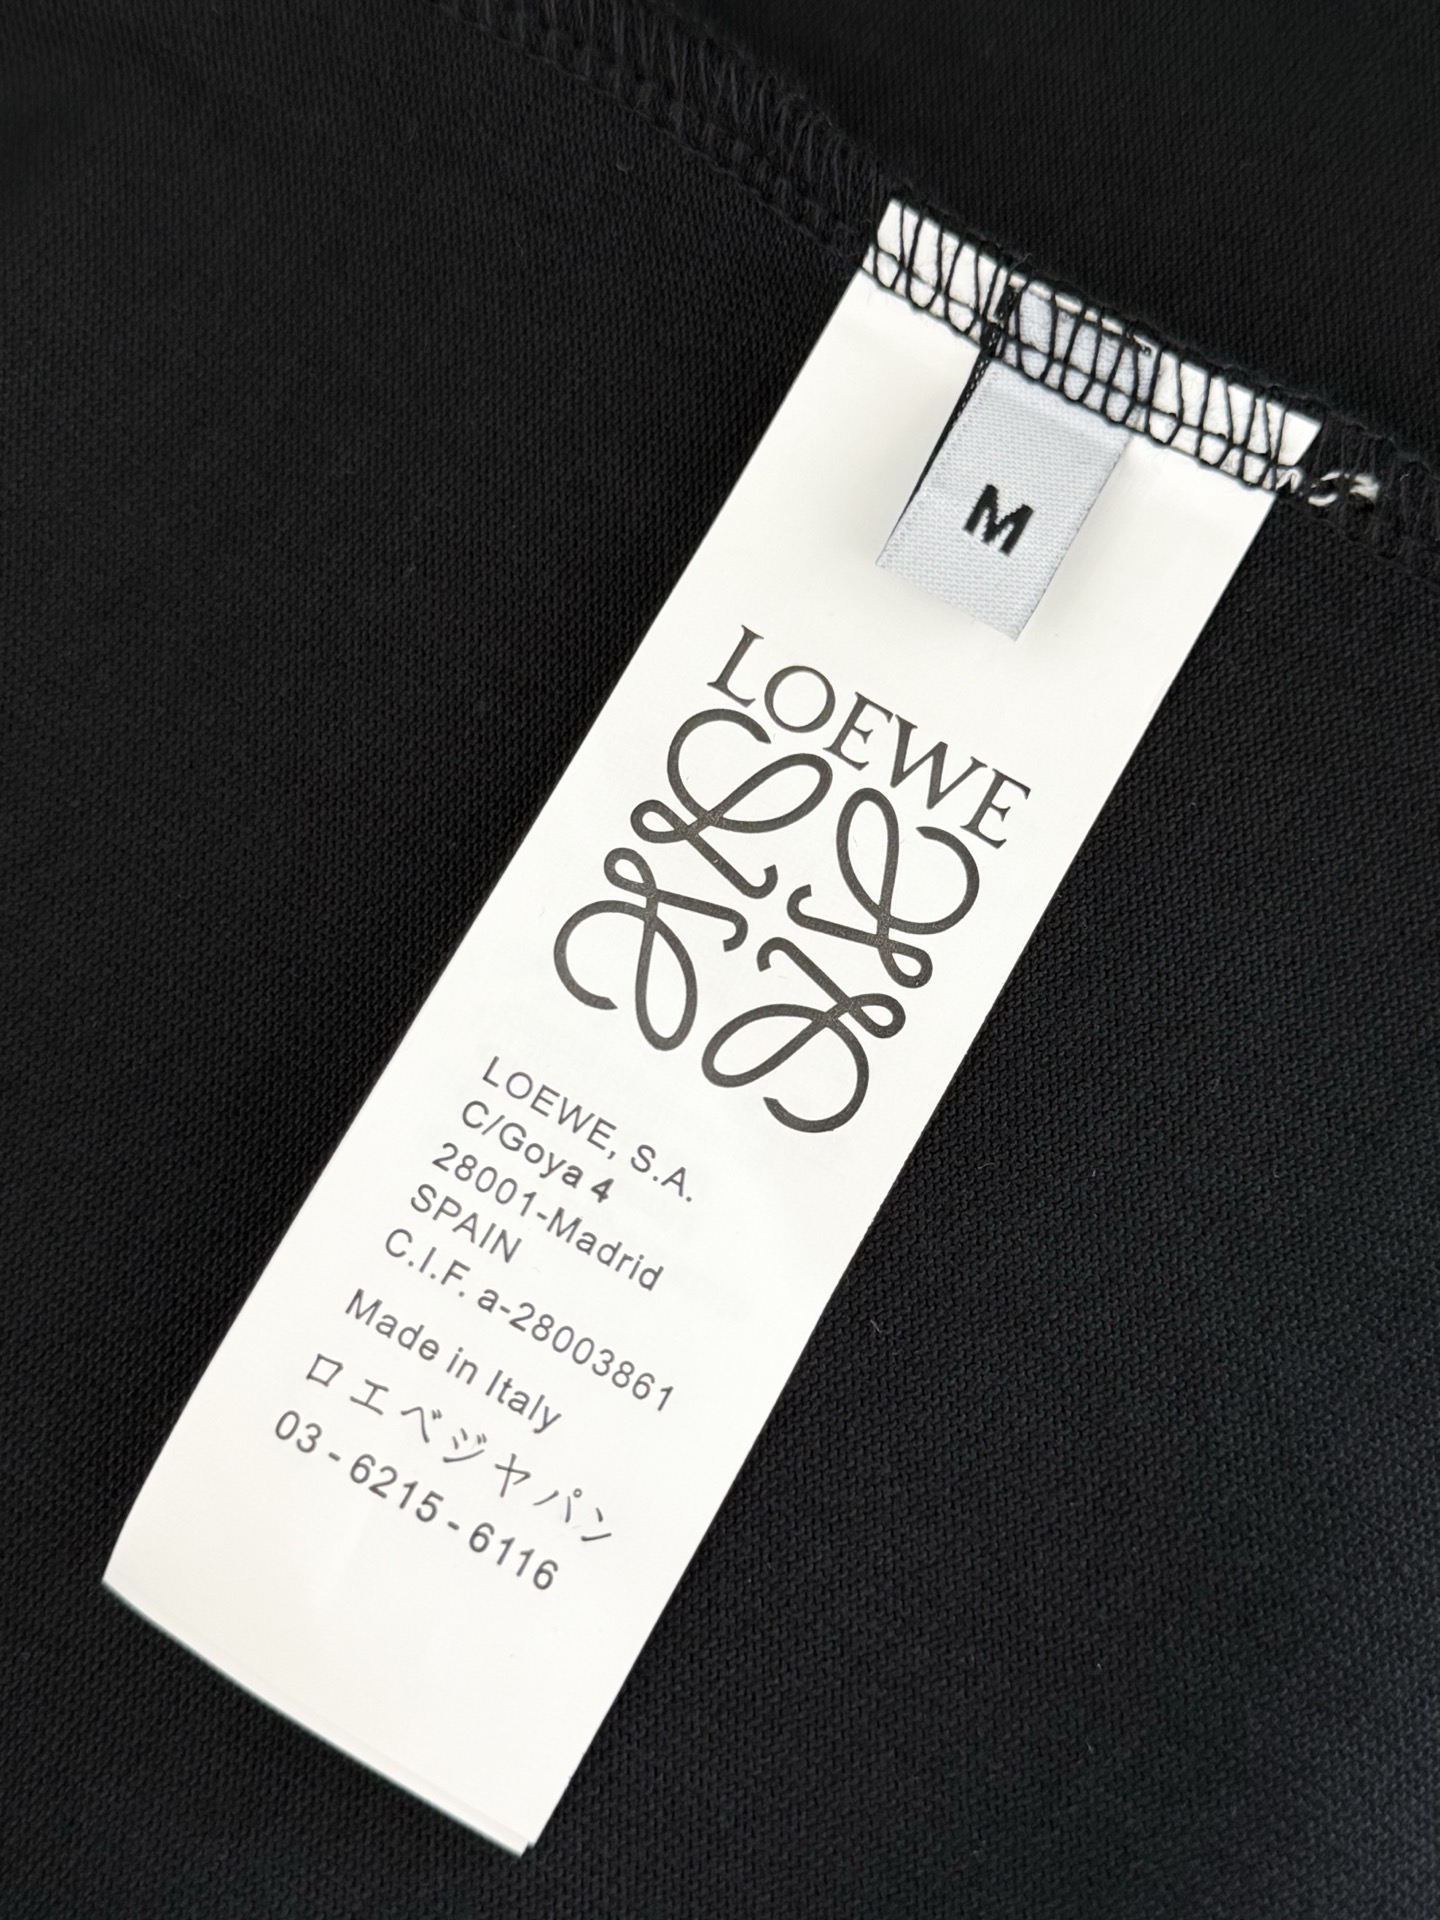 M
LOEWE
LOEWE, S.A.
C/Goya 4
28001-Madrid
SPAIN
C.I.F. a-28003861
Made in Italy
ロエベジヤパン
03-6215-6116